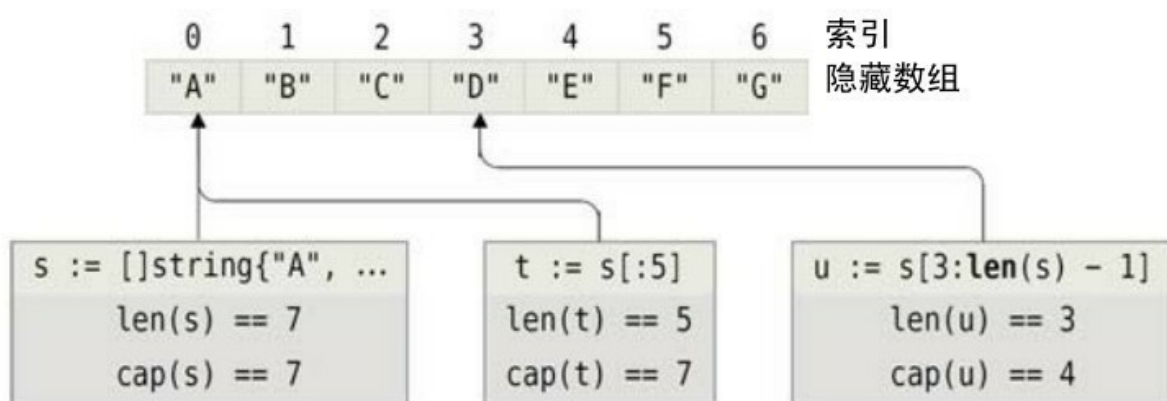 0 1 2 3 4 5 6 索引
"A" "B" "C" "D" "E" "F" "G" 隐藏数组
s := []string{"A", ...
len(s) == 7
cap(s) == 7
t := s[:5]
len(t) == 5
cap(t) == 7
u := s[3:len(s) - 1]
len(u) == 3
cap(u) == 4